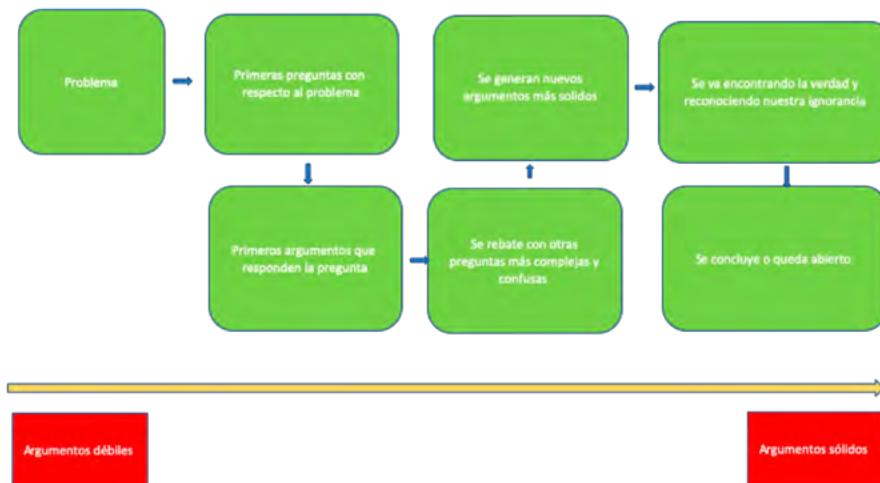 Problema
Primeras preguntas con
respecto al problema
Primeros argumentos que
responden la pregunta
Se rebate con otras
preguntas más complejas y
confusas
Se generan nuevos
argumentos más solidos
Se va encontrando la verdad y
reconociendo nuestra ignorancia
Se concluye o queda abierto
Argumentos débiles
Argumentos sólidos